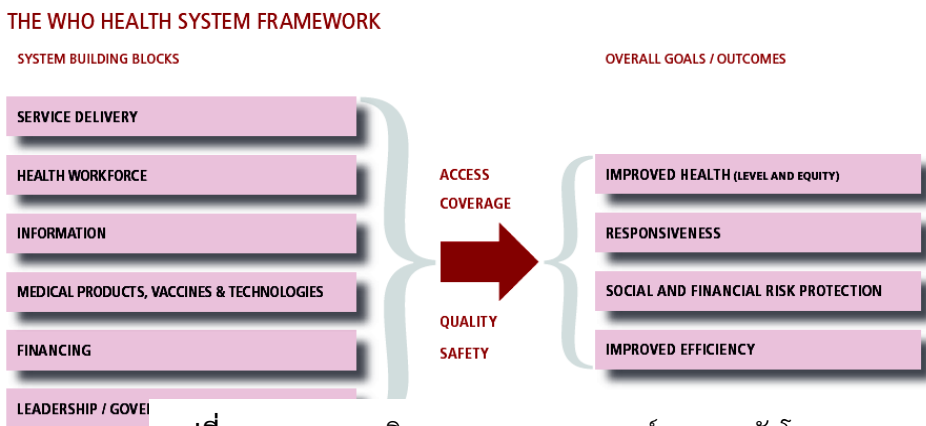 THE WHO HEALTH SYSTEM FRAMEWORK
SYSTEM BUILDING BLOCKS
OVERALL GOALS / OUTCOMES
SERVICE DELIVERY
HEALTH WORKFORCE
INFORMATION
MEDICAL PRODUCTS, VACCINES & TECHNOLOGIES
FINANCING
LEADERSHIP /
ACCESS
COVERAGE
QUALITY
SAFETY
IMPROVED HEALTH (LEVEL AND EQUITY)
RESPONSIVENESS
SOCIAL AND FINANCIAL RISK PROTECTION
IMPROVED EFFICIENCY